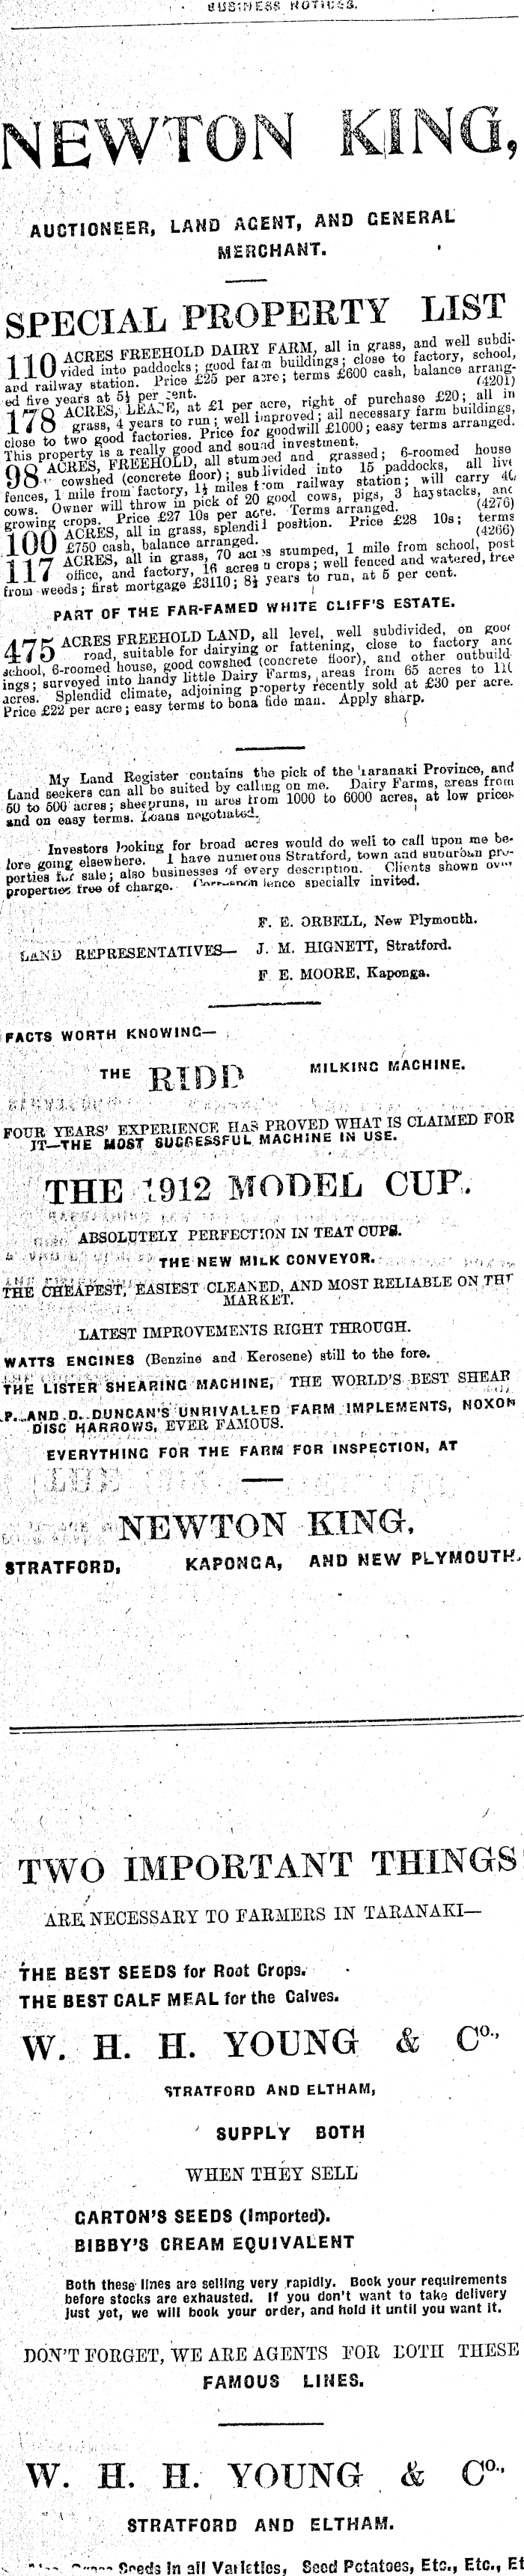 BUSINESS NOTICES.
NEWTON KING,
AUCTIONEER, LAND AGENT, AND GENERAL
MERCHANT.
SPECIAL PROPERTY LIST
110 ACRES FREEHOLD DAIRY FARM, all in grass, and well subdi-
vided into paddocks; good farm buildings; close to factory, school,
and railway station. Price £25 per acre; terms £600 cash, balance arrang-
ed five years at 5½ per cent. (4201)
178 ACRES, LEASE, at £1 per acre, right of purchase £20; all in
grass, 4 years to run; well improved; all necessary farm buildings,
close to two good factories. Price for goodwill £1000; easy terms arranged.
This property is a really good and sound investment.
98 ACRES, FREEHOLD, all stumped and grassed; 6-roomed house
cowshed (concrete floor); subdivided into 15 paddocks, all live
fences, 1 mile from factory, 1½ miles from railway station; will carry
cows. Owner will throw in pick of 20 good cows, pigs, 3 haystacks, and
growing crops. Price £27 10s per acre. Terms arranged. (4276)
100 ACRES, all in grass, splendid position. Price £28 10s; terms
£750 cash, balance arranged. (4266)
117 ACRES, all in grass, 70 acres stumped, 1 mile from school, post
office, and factory, 16 acres crops; well fenced and watered, free
from weeds; first mortgage £3110; 8½ years to run, at 5 per cent.
PART OF THE FAR-FAMED WHITE CLIFF'S ESTATE.
475 ACRES FREEHOLD LAND, all level, well subdivided, on good
road, suitable for dairying or fattening, close to factory and
school, 6-roomed house, good cowshed (concrete floor), and other outbuild-
ings; surveyed into handy little Dairy Farms, areas from 65 acres to 110
acres. Splendid climate, adjoining property recently sold at £30 per acre.
Price £22 per acre; easy terms to bona fide man. Apply sharp.
My Land Register contains the pick of the Taranaki Province, and
Land seekers can all be suited by calling on me. Dairy Farms, areas from
50 to 500 acres; sheepruns, in area from 1000 to 6000 acres, at low prices
and on easy terms. Loans negotiated.
Investors looking for broad acres would do well to call upon me be-
fore going elsewhere. I have numerous Stratford, town and suburban pro-
perties for sale; also businesses of every description. Clients shown over
properties free of charge. Correspondence specially invited.
F. E. ORBELL, New Plymouth.
LAND REPRESENTATIVES— J. M. HIGNETT, Stratford.
F. E. MOORE, Kaponga.
FACTS WORTH KNOWING—
THE RIDD MILKING MACHINE.
FOUR YEARS' EXPERIENCE HAS PROVED WHAT IS CLAIMED FOR
IT—THE MOST SUCCESSFUL MACHINE IN USE.
THE 1912 MODEL CUP.
ABSOLUTELY PERFECTION IN TEAT CUPS.
THE NEW MILK CONVEYOR.
THE CHEAPEST, EASIEST CLEANED, AND MOST RELIABLE ON THE
MARKET.
LATEST IMPROVEMENTS RIGHT THROUGH.
WATTS ENGINES (Benzine and Kerosene) still to the fore.
THE LISTER SHEARING MACHINE, THE WORLD'S BEST SHEAR
P. AND D. DUNCAN'S UNRIVALLED FARM IMPLEMENTS, NOXON
DISC HARROWS, EVER FAMOUS.
EVERYTHING FOR THE FARM FOR INSPECTION, AT
NEWTON KING.
STRATFORD, KAPONGA, AND NEW PLYMOUTH.
TWO IMPORTANT THINGS
ARE NECESSARY TO FARMERS IN TARANAKI—
THE BEST SEEDS for Root Crops.
THE BEST CALF MEAL for the Calves.
W. H. H. YOUNG & Co.,
STRATFORD AND ELTHAM,
SUPPLY BOTH
WHEN THEY SELL
GARTON'S SEEDS (Imported).
BIBBY'S CREAM EQUIVALENT
Both these lines are selling very rapidly. Book your requirements
before stocks are exhausted. If you don't want to take delivery
just yet, we will book your order, and hold it until you want it.
DON'T FORGET, WE ARE AGENTS FOR BOTH THESE
FAMOUS LINES.
W. H. H. YOUNG & Co.,
STRATFORD AND ELTHAM.
Seeds in all Varieties, Seed Potatoes, Etc., Etc., Et